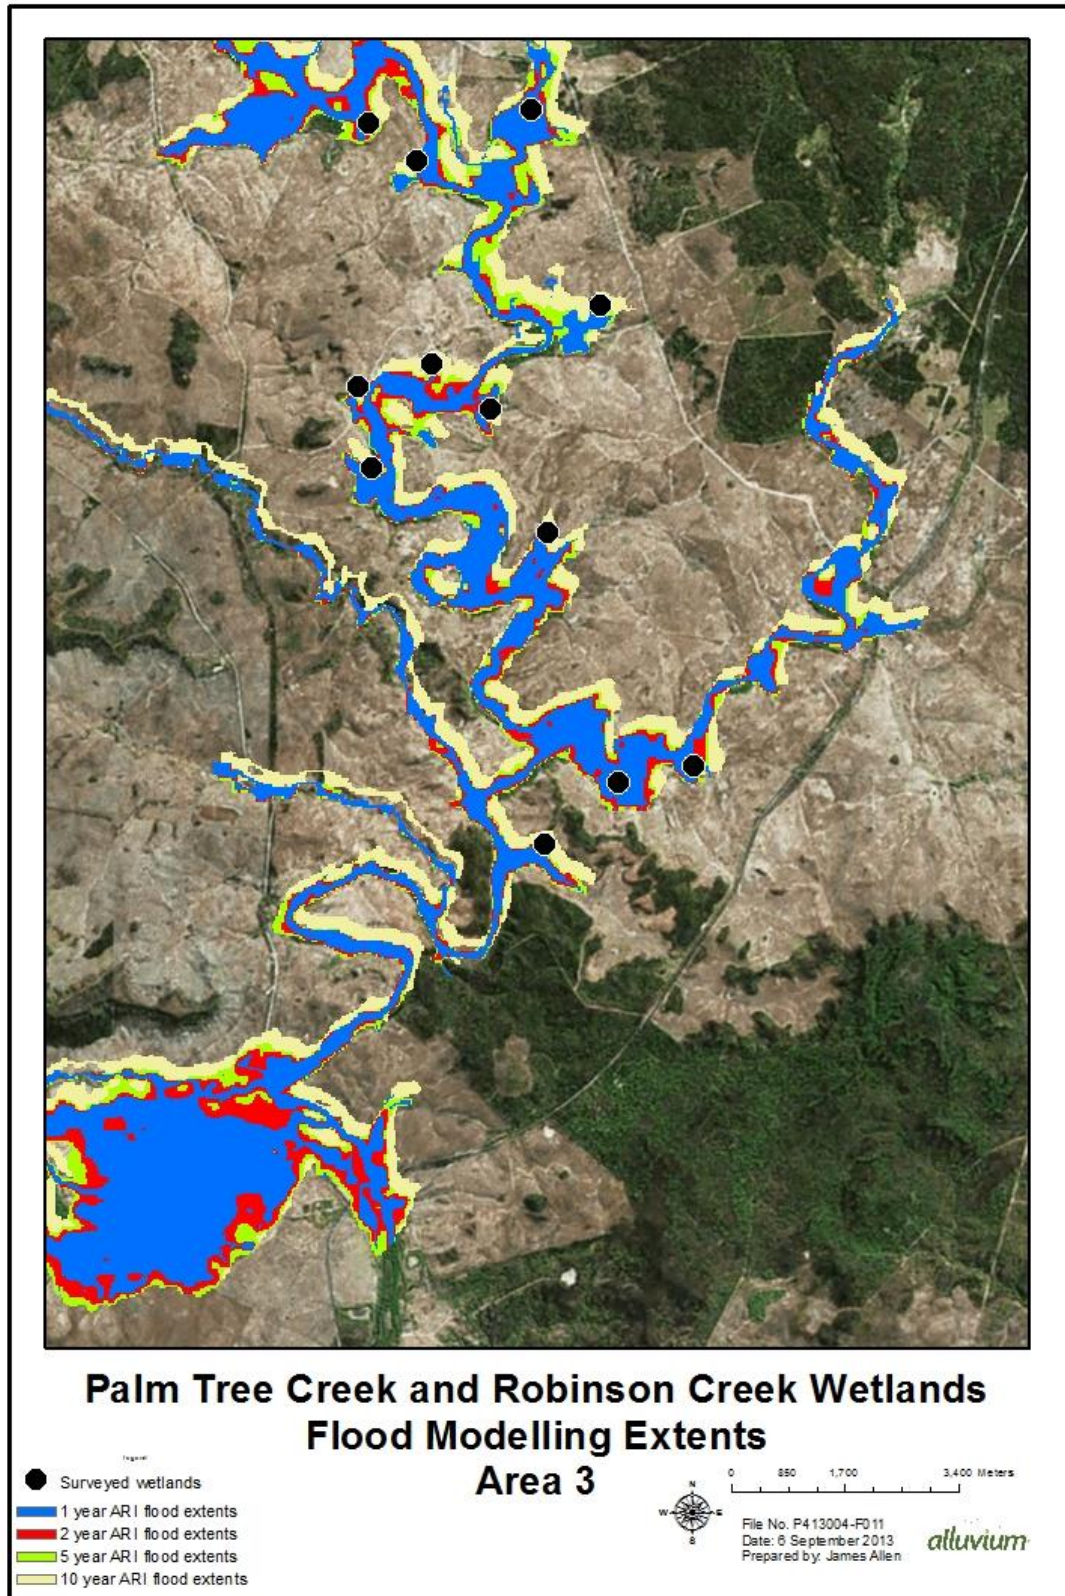 Palm Tree Creek and Robinson Creek Wetlands
Flood Modelling Extents
Area 3
legend
Surveyed wetlands
1 year ARI flood extents
2 year ARI flood extents
5 year ARI flood extents
10 year ARI flood extents
N
W E
S
0 850 1,700 3,400 Meters
File No. P413004-F011
Date: 6 September 2013
Prepared by: James Allen
alluvium